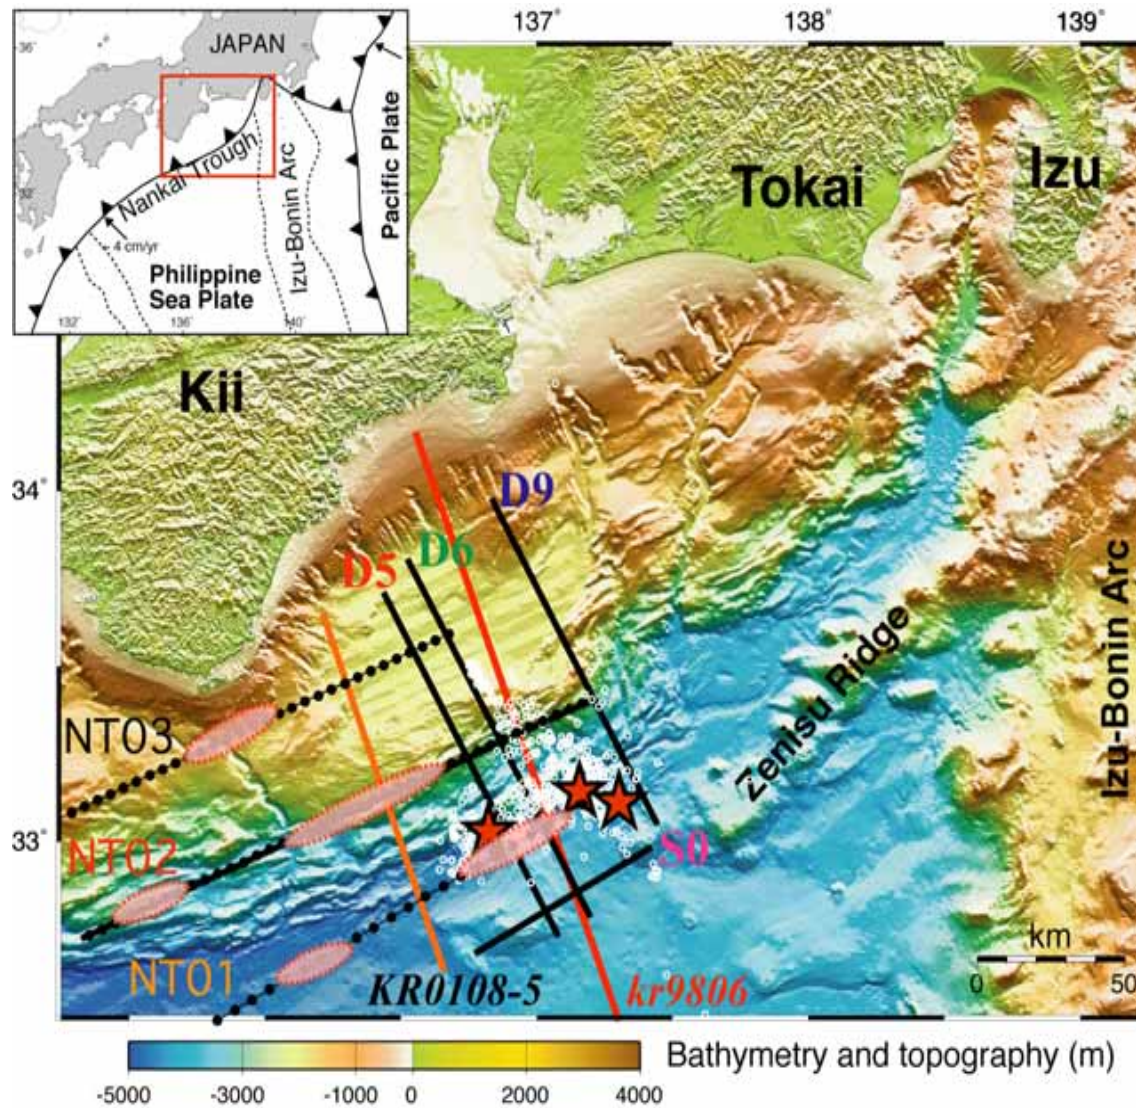 137°
138°
139°
36°
JAPAN
32°
Nankai Trough
Izu-Bonin Arc
Pacific Plate
~ 4 cm/yr
Philippine
Sea Plate
132°
136°
140°
Tokai
Izu
Kii
34°
D9
D6
D5
Zenisu Ridge
Izu-Bonin Arc
NT03
33°
NT02
S0
NT01
KR0108-5
kr9806
km
0
50
Bathymetry and topography (m)
-5000
-3000
-1000
0
2000
4000